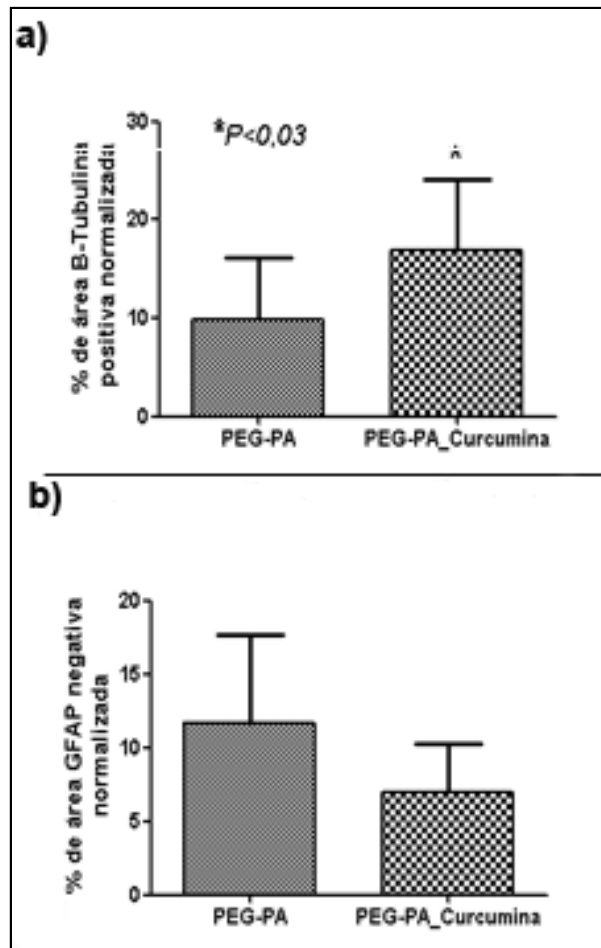 a)
% de área B-Tubulina
positiva normalizada
30
20
10
0
*P<0,03
*
PEG-PA
PEG-PA_Curcumina
b)
% de área GFAP negativa
normalizada
20
15
10
5
0
PEG-PA
PEG-PA_Curcumina